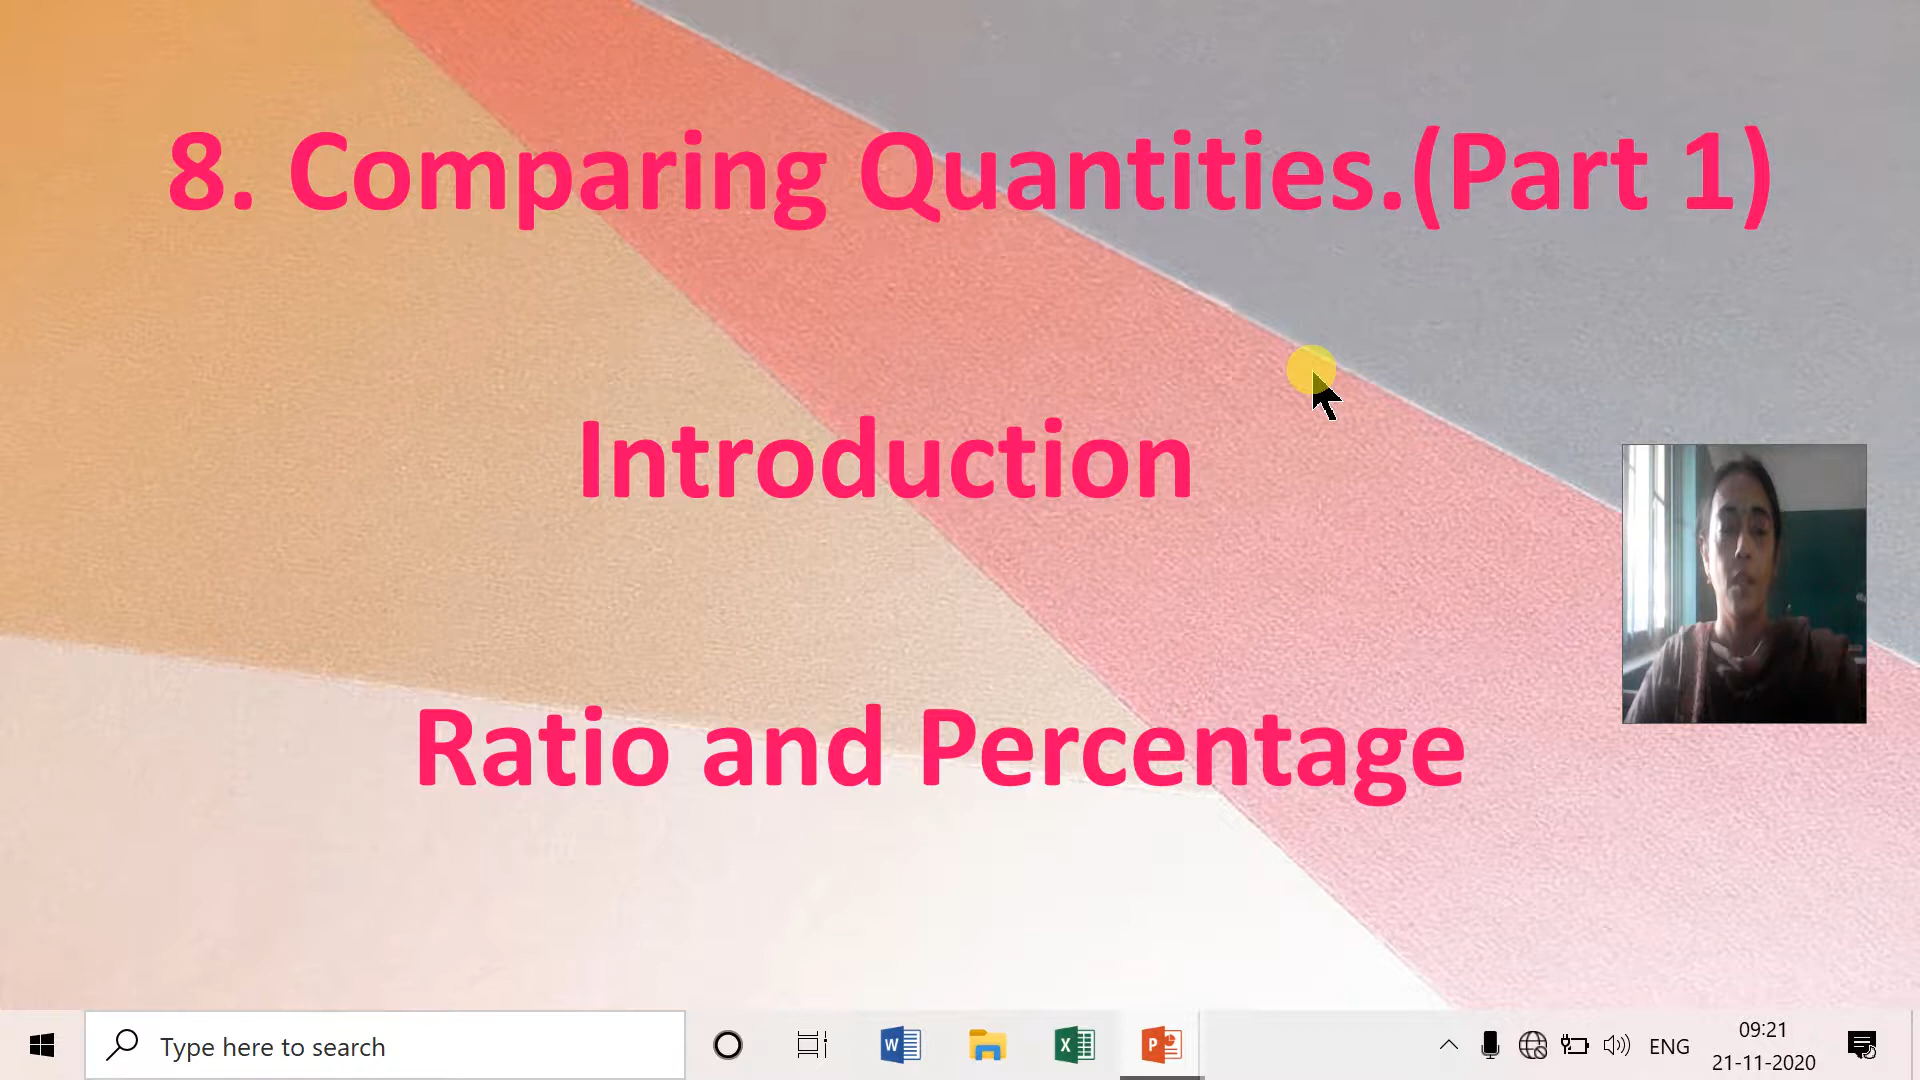 8. Comparing Quantities.(Part 1)
Introduction
Ratio and Percentage
Type here to search
W
X
P
ENG
09:21
21-11-2020